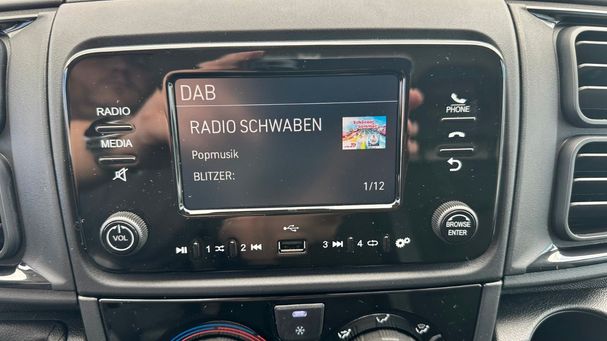 DAB
RADIO SCHWABEN
Popmusik
BLITZER:
1/12
RADIO
MEDIA
PHONE
VOL
BROWSE
ENTER
1 2 3 4